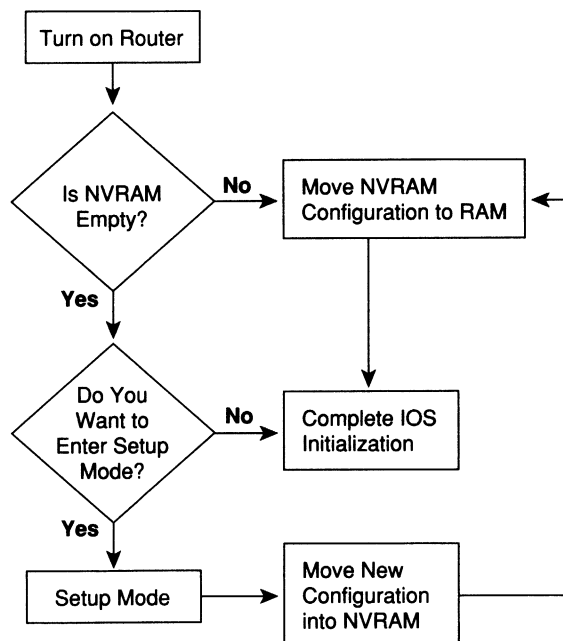 Turn on Router
Is NVRAM
Empty?
No
Move NVRAM
Configuration to RAM
Yes
Do You
Want to
Enter Setup
Mode?
No
Complete IOS
Initialization
Yes
Setup Mode
Move New
Configuration
into NVRAM